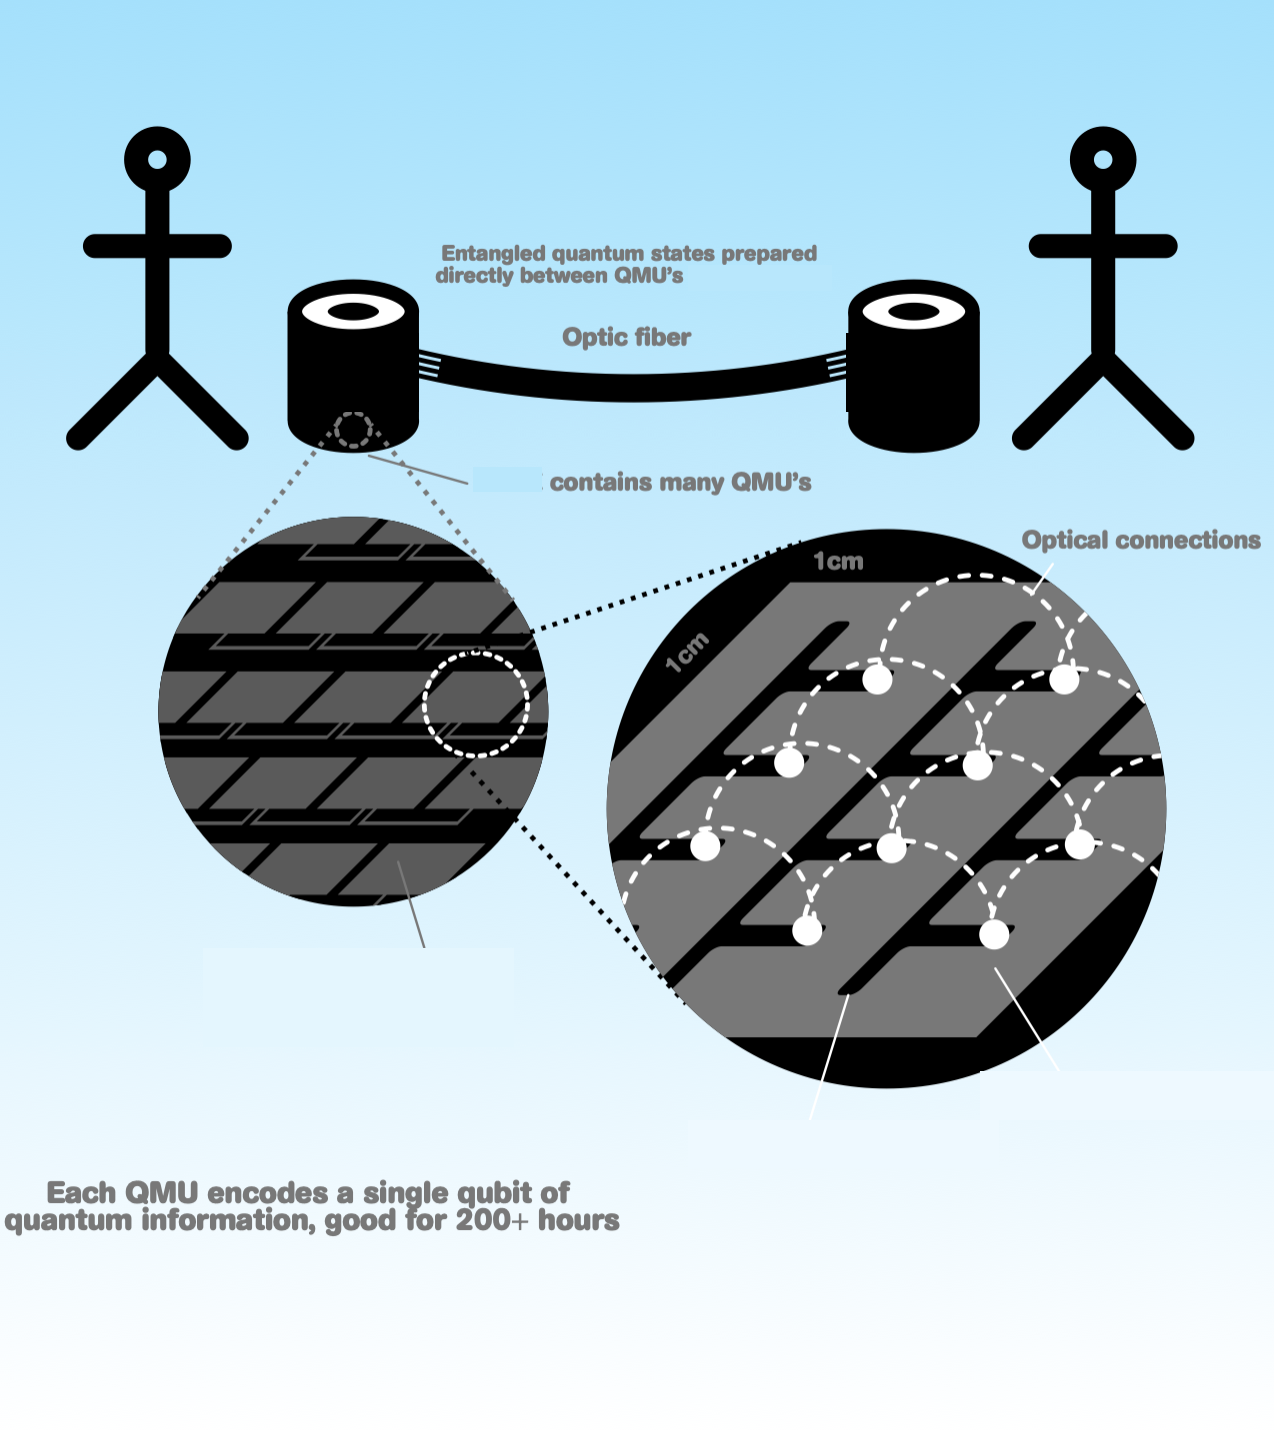 Entangled quantum states prepared
directly between QMU's
Optic fiber
contains many QMU's
Optical connections
1cm
1cm
Each QMU encodes a single qubit of
quantum information, good for 200+ hours